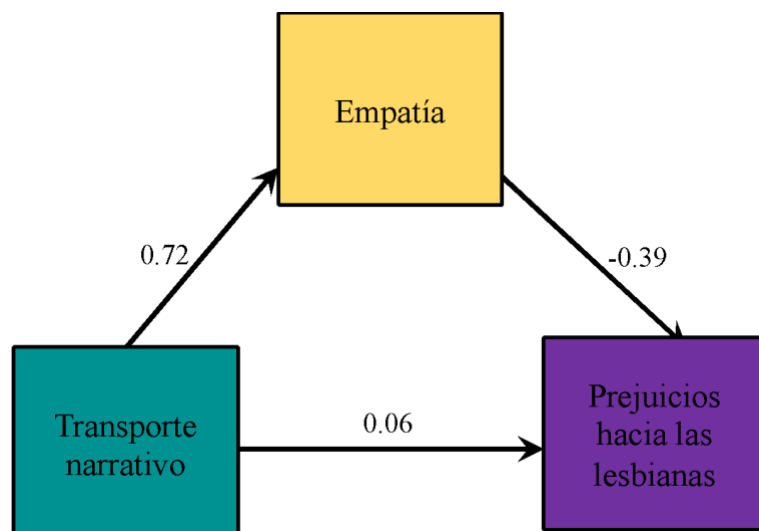 Empatía
0.72
-0.39
Transporte
narrativo
0.06
Prejuicios
hacia las
lesbianas